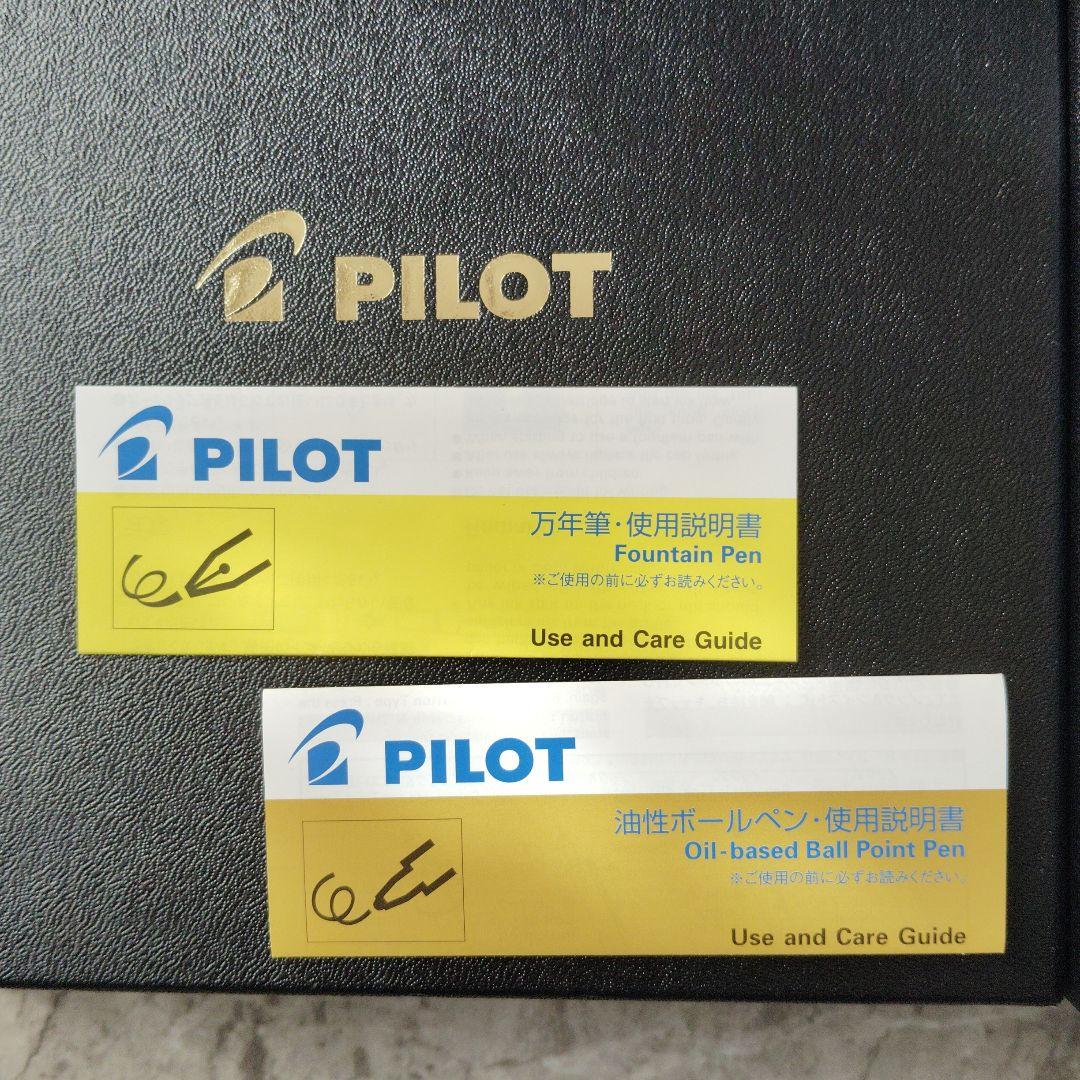 PILOT
PILOT
万年筆・使用説明書
Fountain Pen
※ご使用の前に必ずお読みください。
Use and Care Guide
PILOT
油性ボールペン・使用説明書
Oil-based Ball Point Pen
※ご使用の前に必ずお読みください。
Use and Care Guide